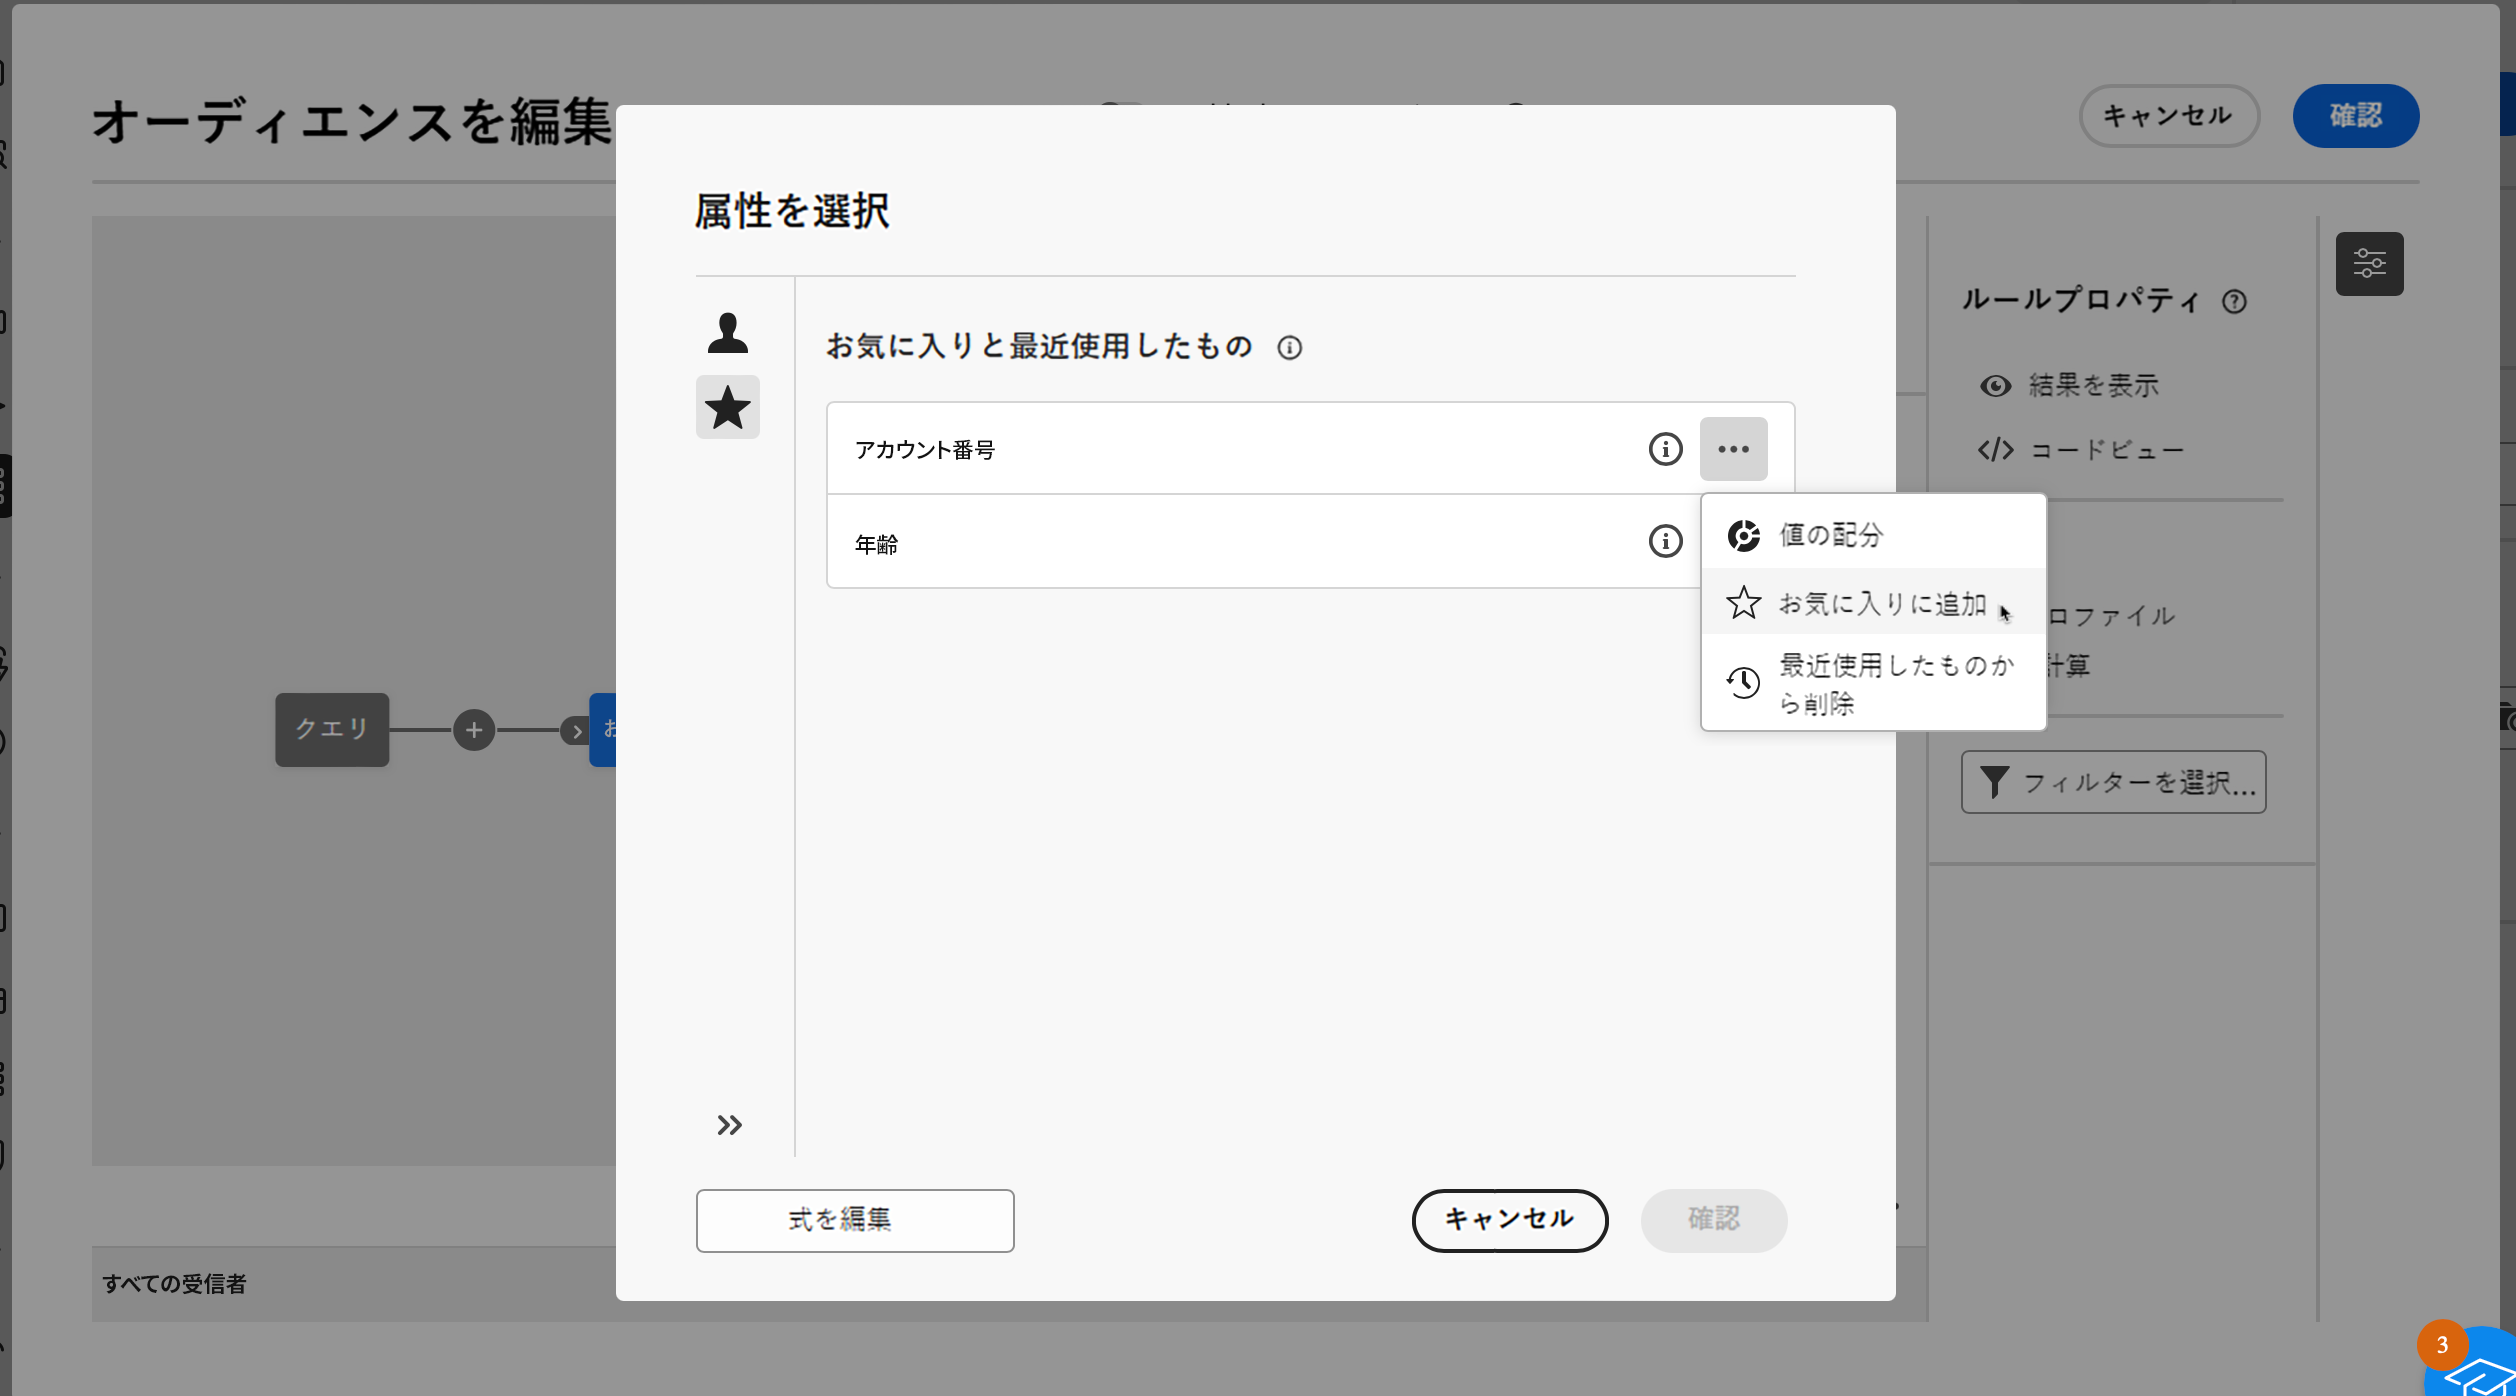 オーディエンスを編集
キャンセル
確認
属性を選択
お気に入りと最近使用したもの
アカウント番号
年齢
値の配分
お気に入りに追加
最近使用したものか
ら削除
ルールプロパティ
結果を表示
コードビュー
ロファイル
計算
フィルターを選択...
クエリ
お
式を編集
キャンセル
確認
すべての受信者
3